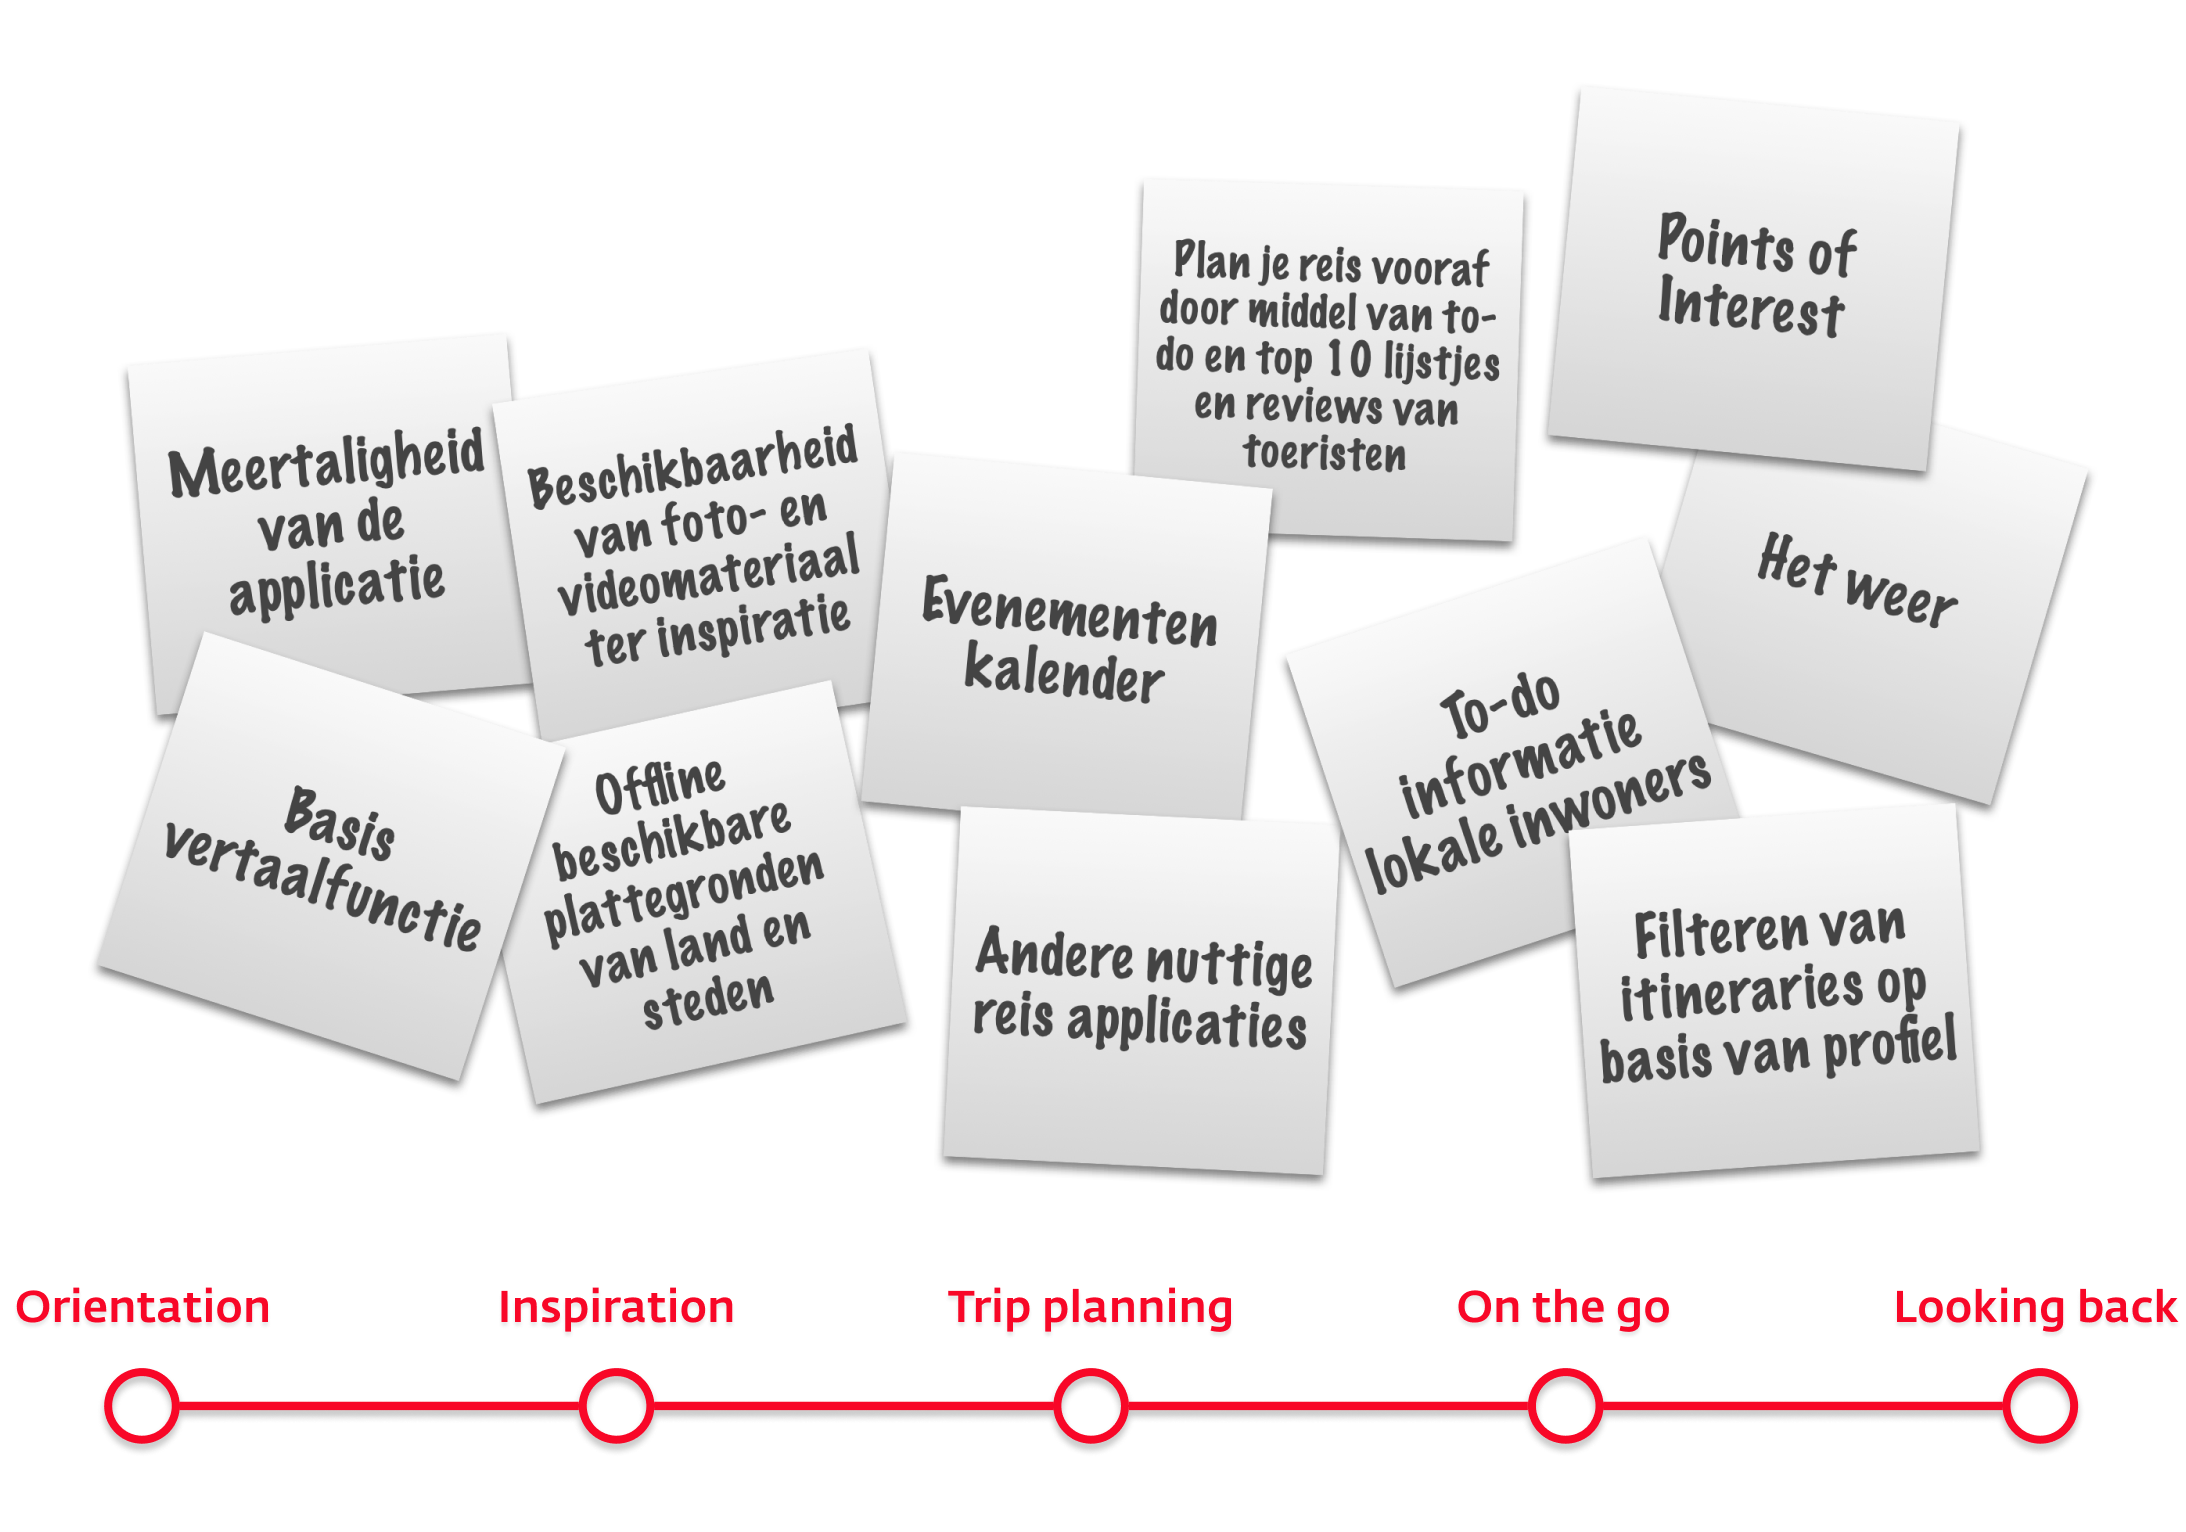 Meertaligheid
van de
applicatie
Beschikbaarheid
van foto- en
videomateriaal
ter inspiratie
Evenementen
kalender
Plan je reis vooraf
door middel van to-
do en top 10 lijstjes
en reviews van
toeristen
Points of
Interest
Het weer
Basis
vertaalfunctie
Offline
beschikbare
plattegronden
van land en
steden
Andere nuttige
reis applicaties
To-do
informatie
lokale inwoners
Filteren van
itineraries op
basis van profiel
Orientation
Inspiration
Trip planning
On the go
Looking back